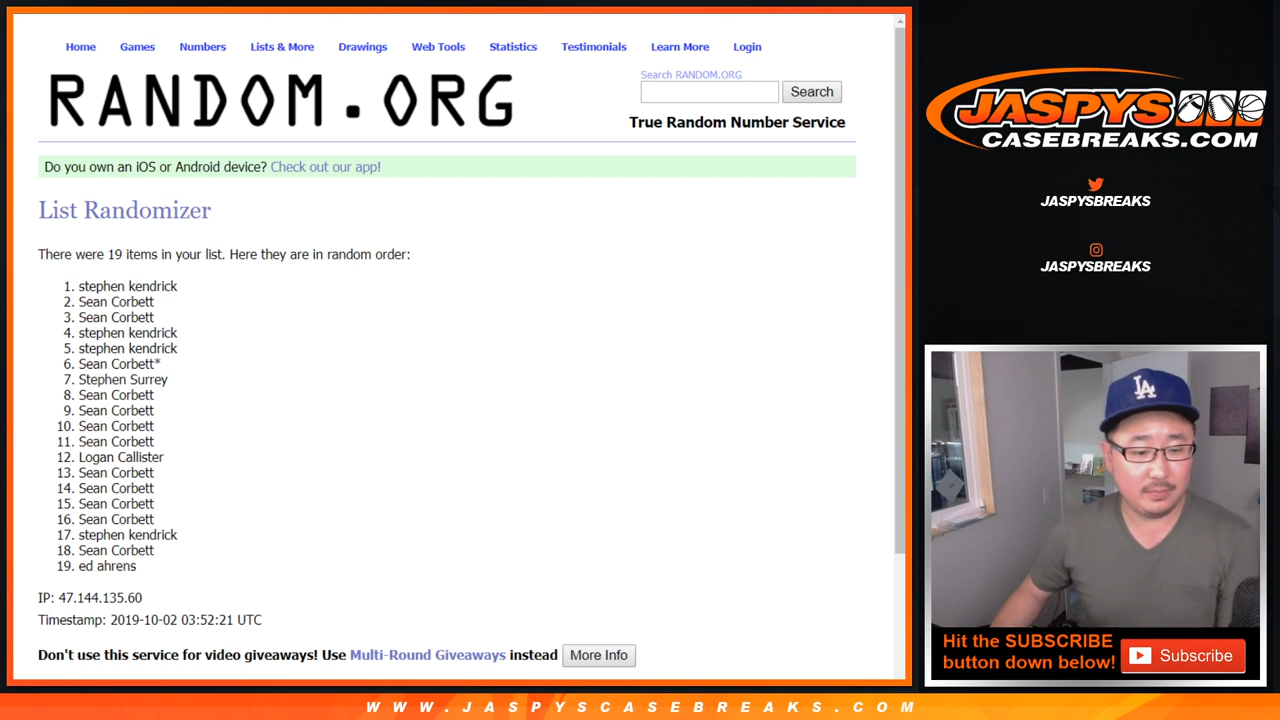 Home Games Numbers Lists & More Drawings Web Tools Statistics Testimonials Learn More Login
RANDOM.ORG
Search RANDOM.ORG
Search
True Random Number Service
Do you own an iOS or Android device? Check out our app!
List Randomizer
There were 19 items in your list. Here they are in random order:
1. stephen kendrick
2. Sean Corbett
3. Sean Corbett
4. stephen kendrick
5. stephen kendrick
6. Sean Corbett*
7. Stephen Surrey
8. Sean Corbett
9. Sean Corbett
10. Sean Corbett
11. Sean Corbett
12. Logan Callister
13. Sean Corbett
14. Sean Corbett
15. Sean Corbett
16. Sean Corbett
17. stephen kendrick
18. Sean Corbett
19. ed ahrens
IP: 47.144.135.60
Timestamp: 2019-10-02 03:52:21 UTC
Don't use this service for video giveaways! Use Multi-Round Giveaways instead More Info
JASPYS
CASEBREAKS.COM
JASPYSBREAKS
JASPYSBREAKS
LA
Hit the SUBSCRIBE
button down below!
Subscribe
WWW.JASPYSCASEBREAKS.COM